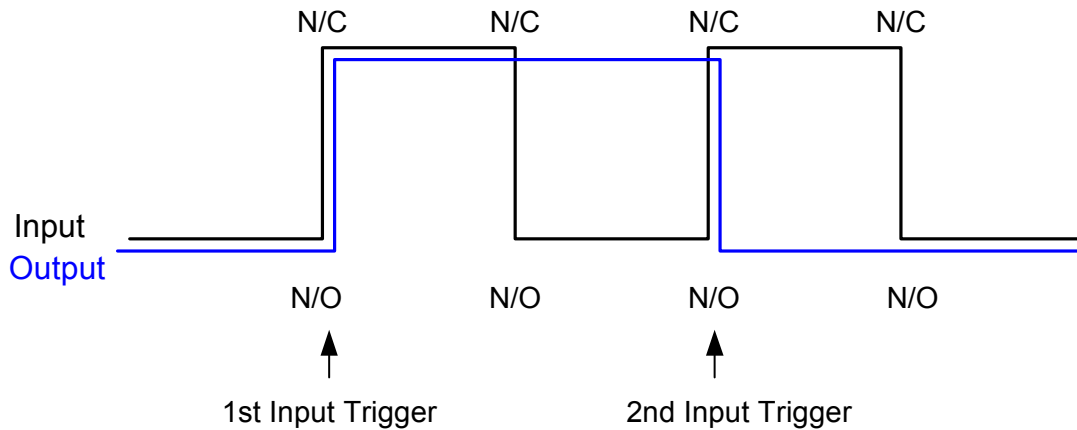 N/C N/C N/C N/C
Input
Output
N/O N/O N/O N/O
1st Input Trigger 2nd Input Trigger